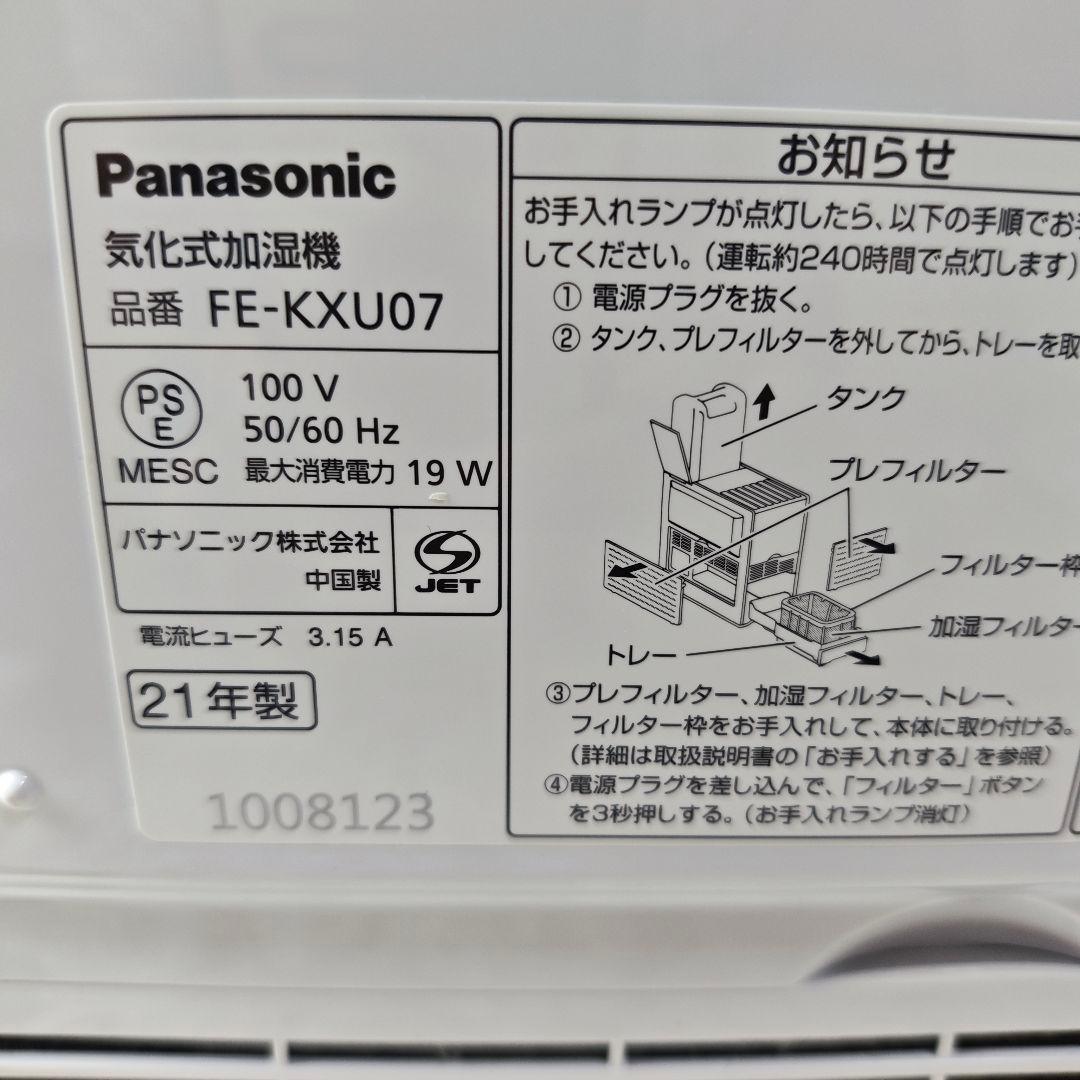 Panasonic
気化式加湿機
品番 FE-KXU07
PS
E
MESC
100 V
50/60 Hz
最大消費電力 19 W
パナソニック株式会社
中国製
S
JET
電流ヒューズ 3.15 A
21年製
1008123
お知らせ
お手入れランプが点灯したら、以下の手順でお手
してください。(運転約240時間で点灯します)
① 電源プラグを抜く。
② タンク、プレフィルターを外してから、トレーを取
タンク
プレフィルター
フィルター枠
加湿フィルター
トレー
③プレフィルター、加湿フィルター、トレー、
フィルター枠をお手入れして、本体に取り付ける。
(詳細は取扱説明書の「お手入れする」を参照)
④電源プラグを差し込んで、「フィルター」ボタン
を3秒押しする。(お手入れランプ消灯)